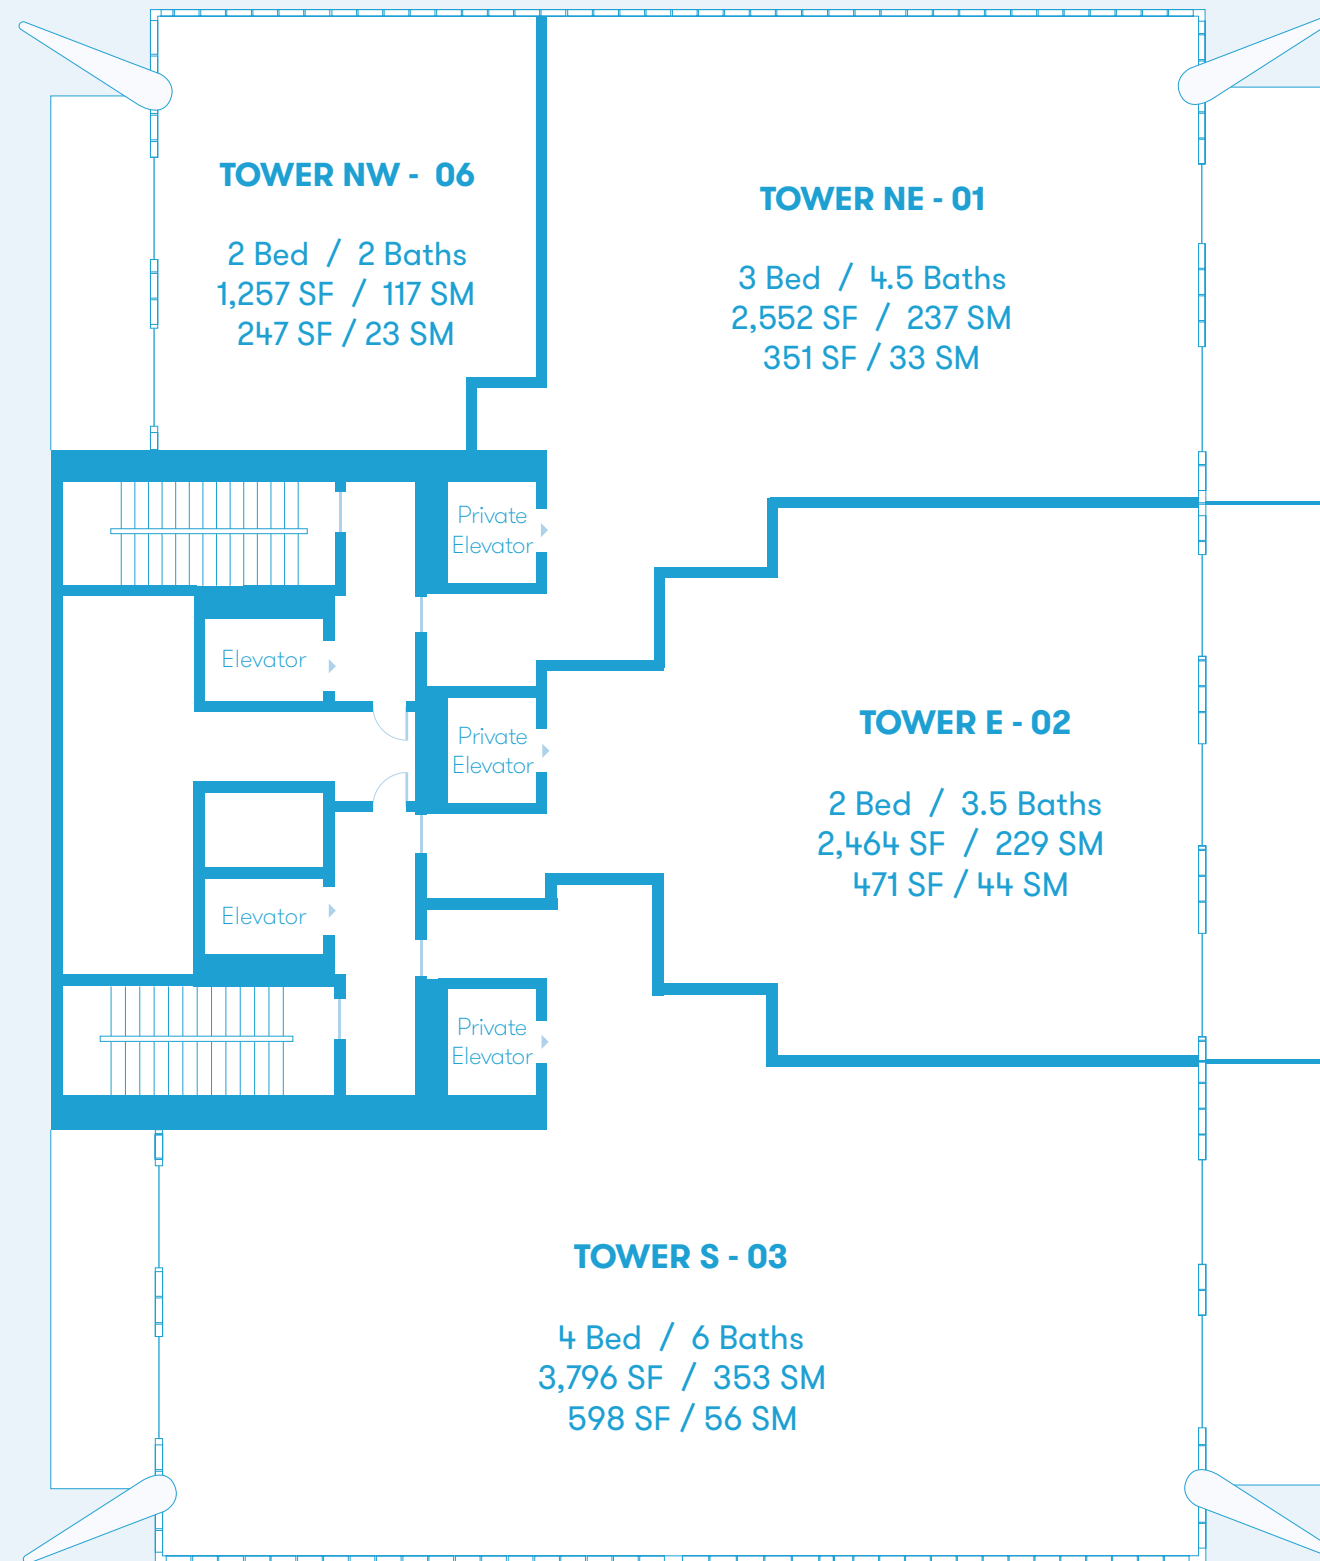 TOWER NW - 06
2 Bed / 2 Baths
1,257 SF / 117 SM
247 SF / 23 SM
TOWER NE - 01
3 Bed / 4.5 Baths
2,552 SF / 237 SM
351 SF / 33 SM
Private
Elevator
Elevator
Private
Elevator
TOWER E - 02
2 Bed / 3.5 Baths
2,464 SF / 229 SM
471 SF / 44 SM
Elevator
Private
Elevator
TOWER S - 03
4 Bed / 6 Baths
3,796 SF / 353 SM
598 SF / 56 SM